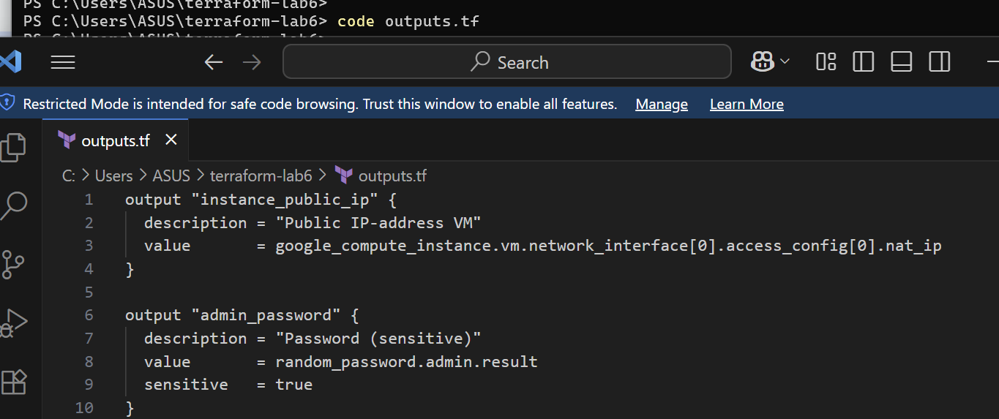 PS C:\Users\ASUS\terraform-lab6>
PS C:\Users\ASUS\terraform-lab6> code outputs.tf
PS C:\Users\ASUS\terraform-lab6>
Search
Restricted Mode is intended for safe code browsing. Trust this window to enable all features. Manage Learn More
outputs.tf
C: > Users > ASUS > terraform-lab6 > outputs.tf
1 output "instance_public_ip" {
2   description = "Public IP-address VM"
3   value       = google_compute_instance.vm.network_interface[0].access_config[0].nat_ip
4 }
5
6 output "admin_password" {
7   description = "Password (sensitive)"
8   value       = random_password.admin.result
9   sensitive   = true
10 }